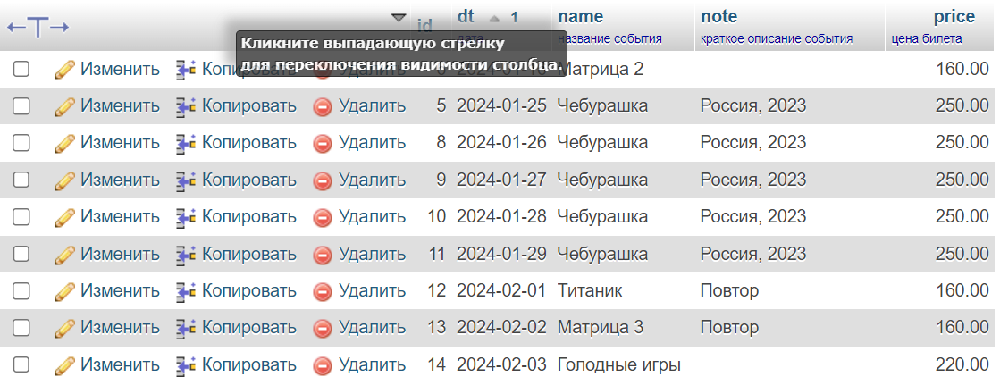 id dt 1 name note price
название события краткое описание события цена билета
Кликните выпадающую стрелку
для переключения видимости столбца.
Изменить Копировать Матрица 2 160.00
Изменить Копировать Удалить 5 2024-01-25 Чебурашка Россия, 2023 250.00
Изменить Копировать Удалить 8 2024-01-26 Чебурашка Россия, 2023 250.00
Изменить Копировать Удалить 9 2024-01-27 Чебурашка Россия, 2023 250.00
Изменить Копировать Удалить 10 2024-01-28 Чебурашка Россия, 2023 250.00
Изменить Копировать Удалить 11 2024-01-29 Чебурашка Россия, 2023 250.00
Изменить Копировать Удалить 12 2024-02-01 Титаник Повтор 160.00
Изменить Копировать Удалить 13 2024-02-02 Матрица 3 Повтор 160.00
Изменить Копировать Удалить 14 2024-02-03 Голодные игры 220.00